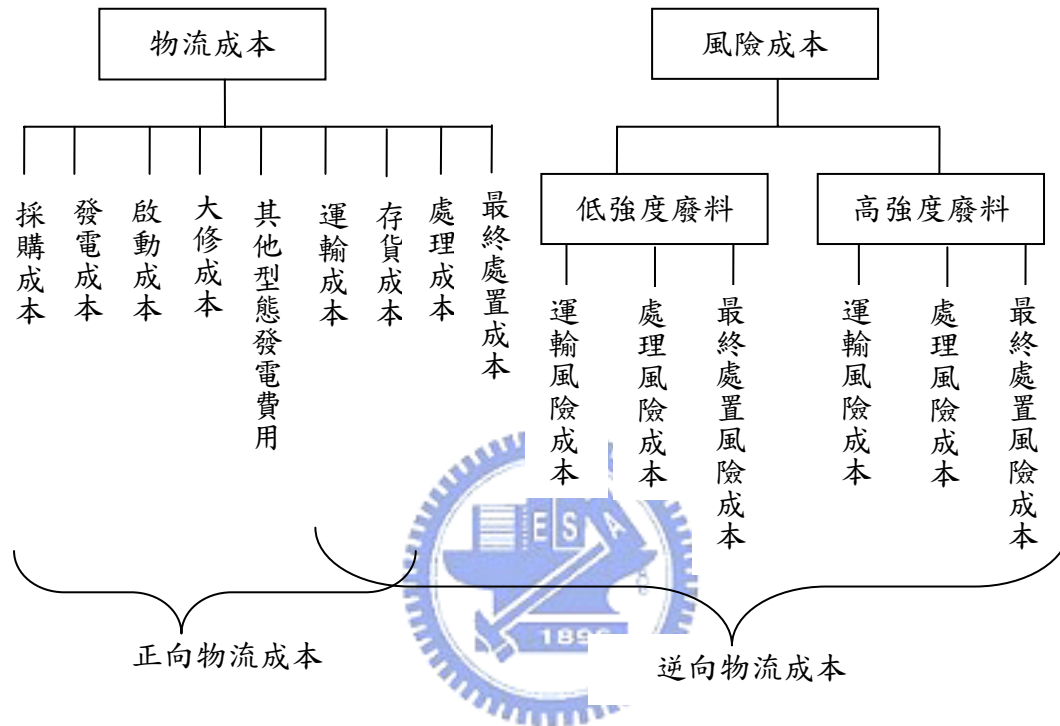 物流成本
風險成本
採購成本
發電成本
啟動成本
大修成本
其他型態發電費用
運輸成本
存貨成本
處理成本
最終處置成本
低強度廢料
高強度廢料
運輸風險成本
處理風險成本
最終處置風險成本
運輸風險成本
處理風險成本
最終處置風險成本
ESA
1896
正向物流成本
逆向物流成本